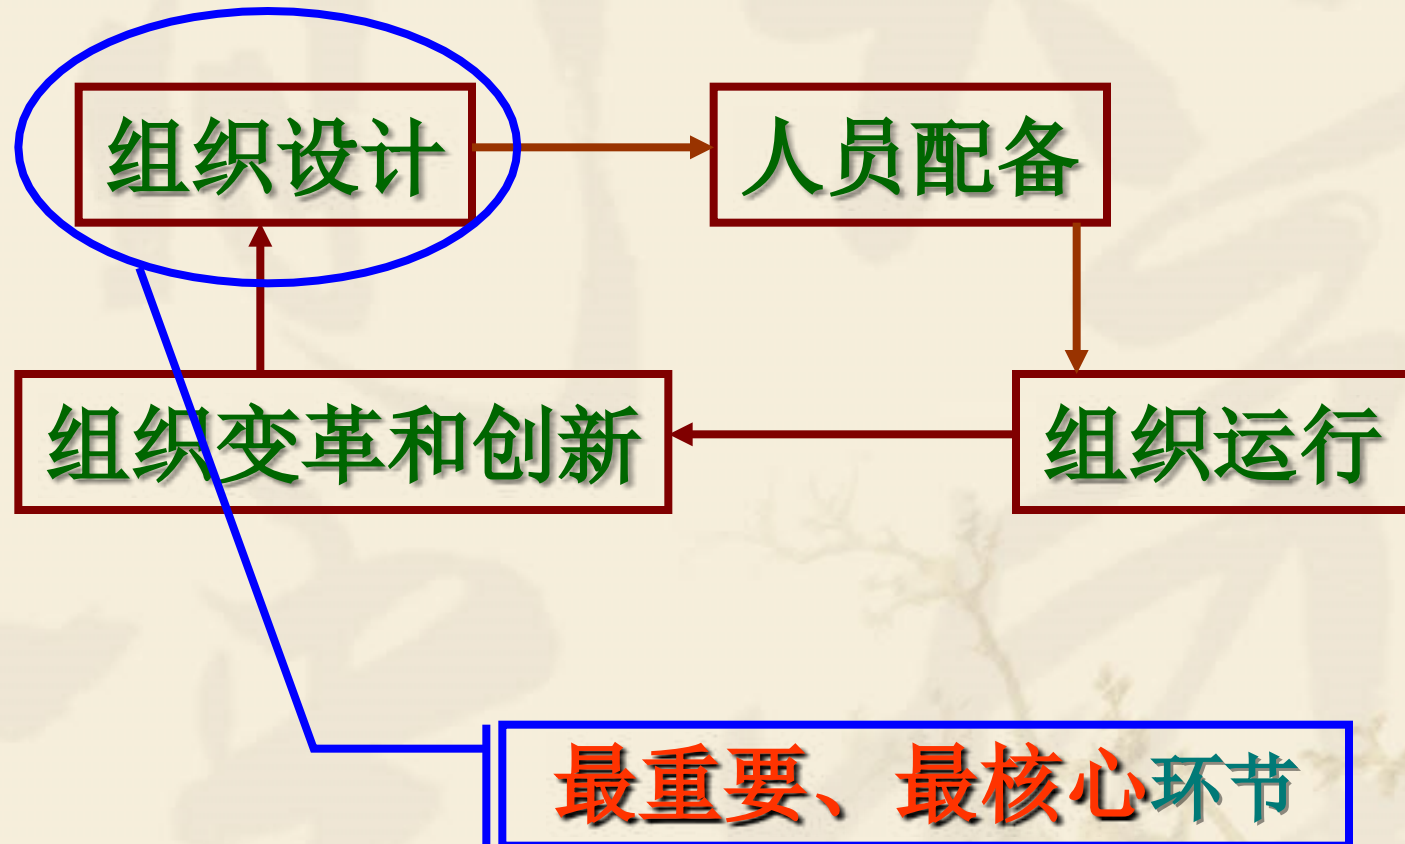 组织设计
人员配备
组织变革和创新
组织运行
最重要、最核心环节